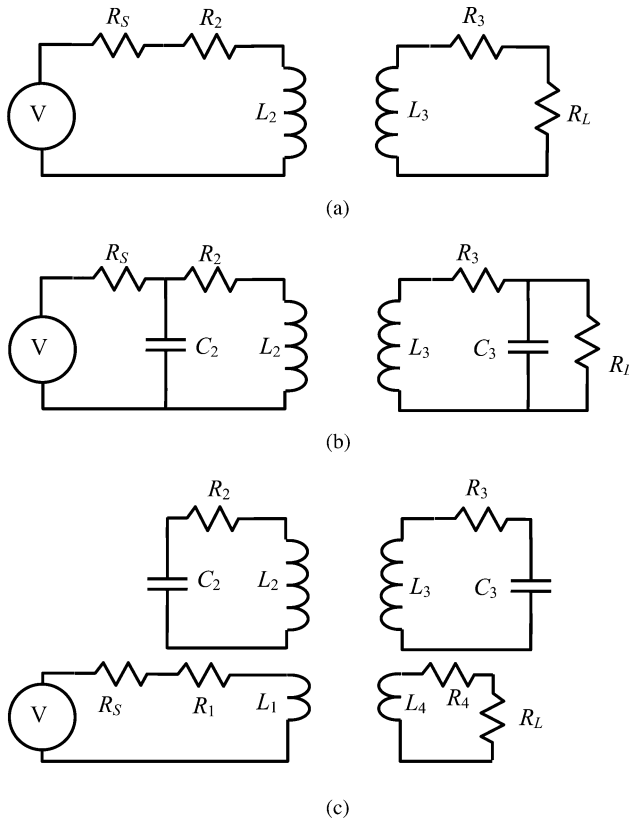 R_S R_2 R_3
V L_2 L_3 R_L
(a)
R_S R_2 R_3
V C_2 L_2 L_3 C_3 R_L
(b)
R_2 R_3
C_2 L_2 L_3 C_3
V R_S R_1 L_1 L_4 R_4 R_L
(c)